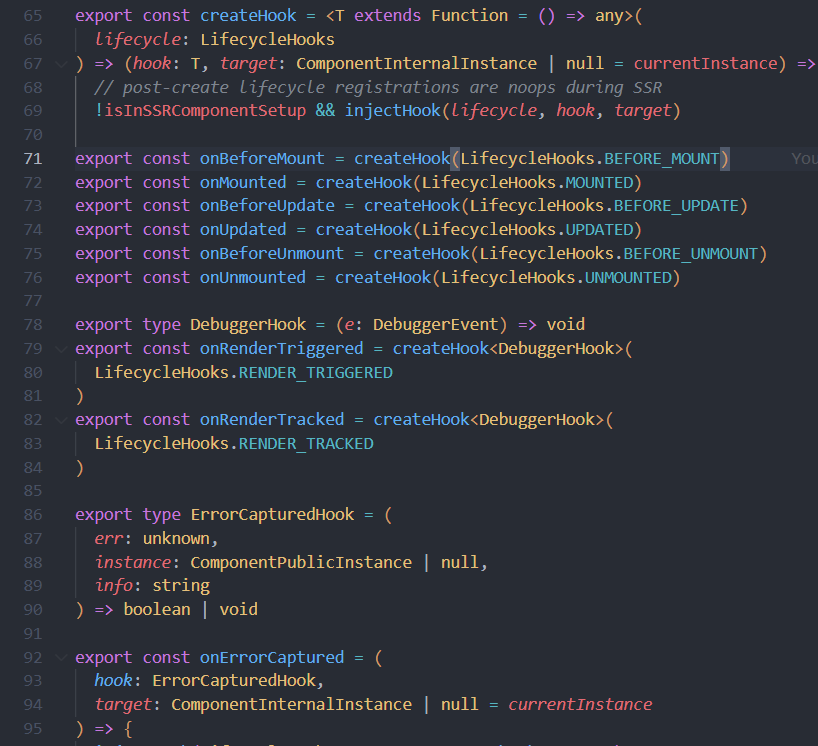 65 export const createHook = <T extends Function = () => any>(
66   lifecycle: LifecycleHooks
67 ) => (hook: T, target: ComponentInternalInstance | null = currentInstance) =>
68   // post-create lifecycle registrations are noops during SSR
69   !isInSSRComponentSetup && injectHook(lifecycle, hook, target)
70
71 export const onBeforeMount = createHook(LifecycleHooks.BEFORE_MOUNT) You
72 export const onMounted = createHook(LifecycleHooks.MOUNTED)
73 export const onBeforeUpdate = createHook(LifecycleHooks.BEFORE_UPDATE)
74 export const onUpdated = createHook(LifecycleHooks.UPDATED)
75 export const onBeforeUnmount = createHook(LifecycleHooks.BEFORE_UNMOUNT)
76 export const onUnmounted = createHook(LifecycleHooks.UNMOUNTED)
77
78 export type DebuggerHook = (e: DebuggerEvent) => void
79 export const onRenderTriggered = createHook<DebuggerHook>(
80   LifecycleHooks.RENDER_TRIGGERED
81 )
82 export const onRenderTracked = createHook<DebuggerHook>(
83   LifecycleHooks.RENDER_TRACKED
84 )
85
86 export type ErrorCapturedHook = (
87   err: unknown,
88   instance: ComponentPublicInstance | null,
89   info: string
90 ) => boolean | void
91
92 export const onErrorCaptured = (
93   hook: ErrorCapturedHook,
94   target: ComponentInternalInstance | null = currentInstance
95 ) => {